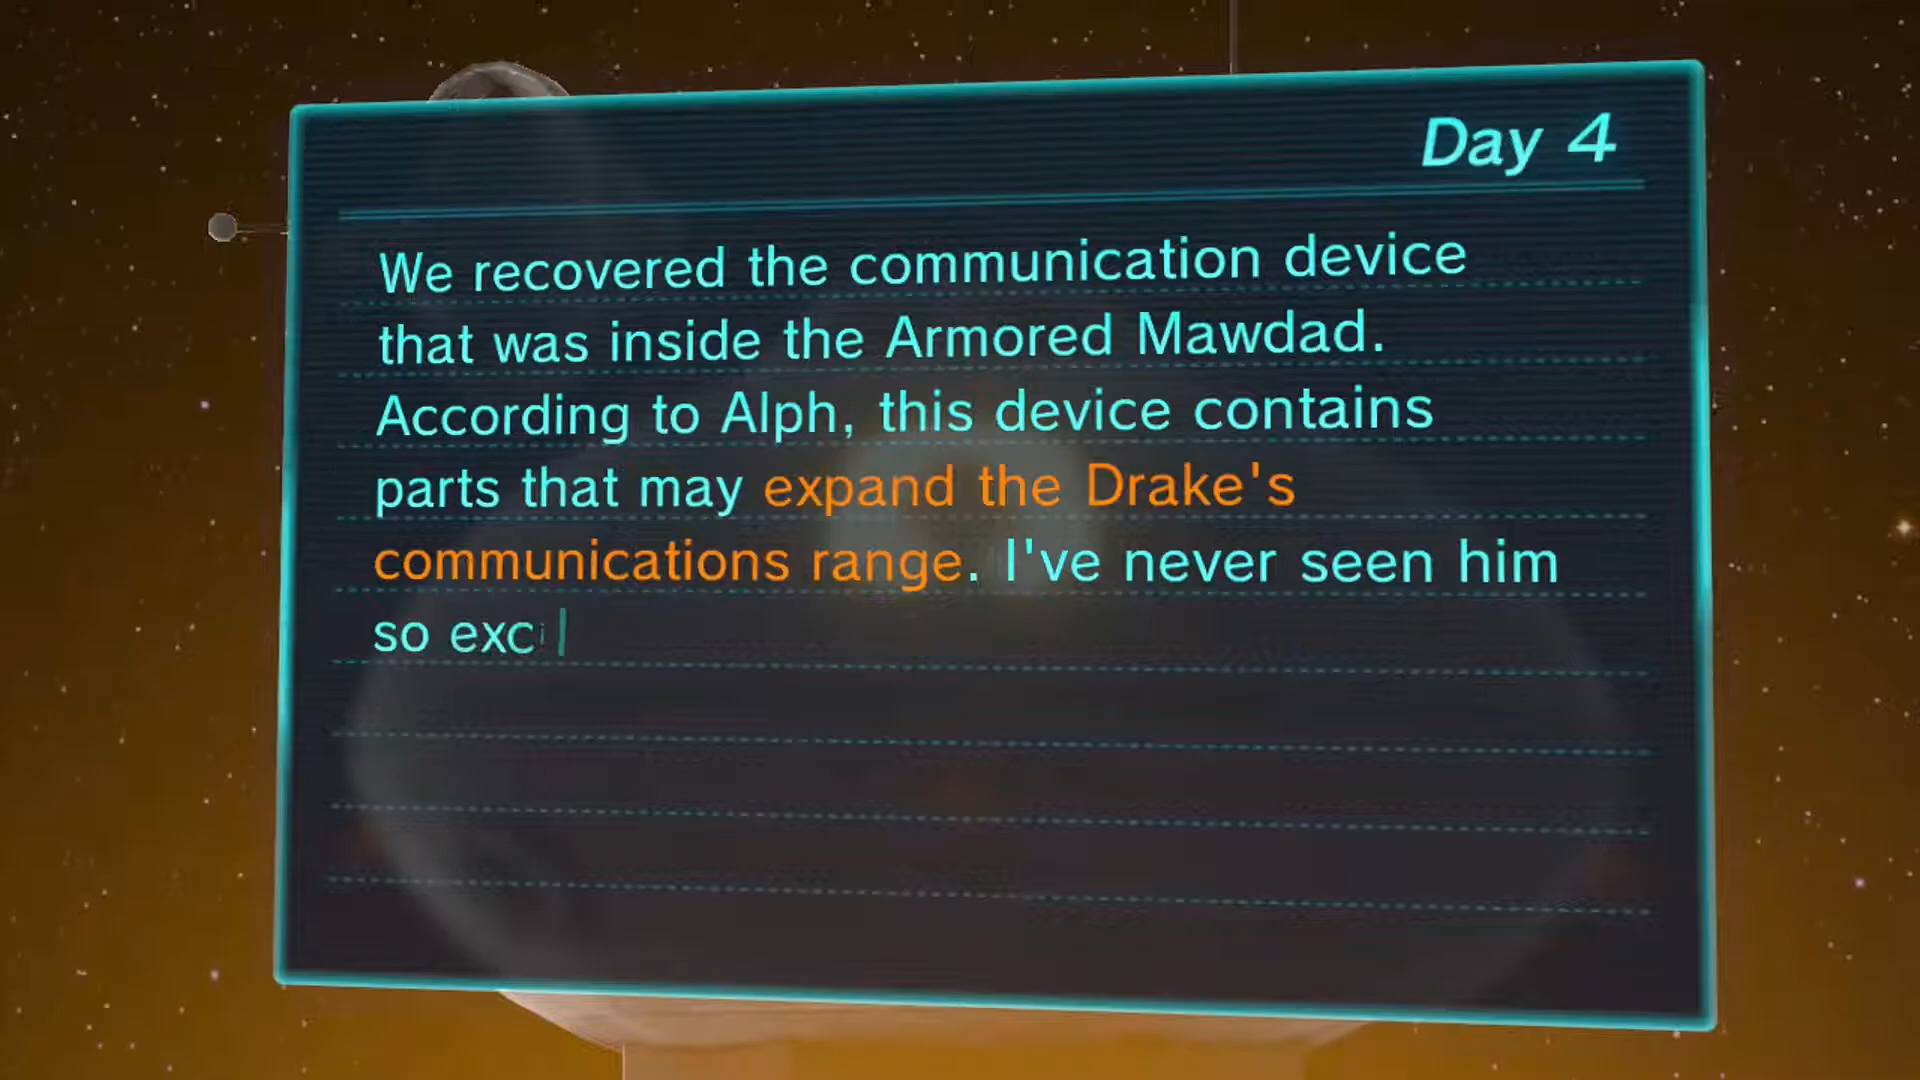 Day 4
We recovered the communication device
that was inside the Armored Mawdad.
According to Alph, this device contains
parts that may expand the Drake's
communications range. I've never seen him
so exci